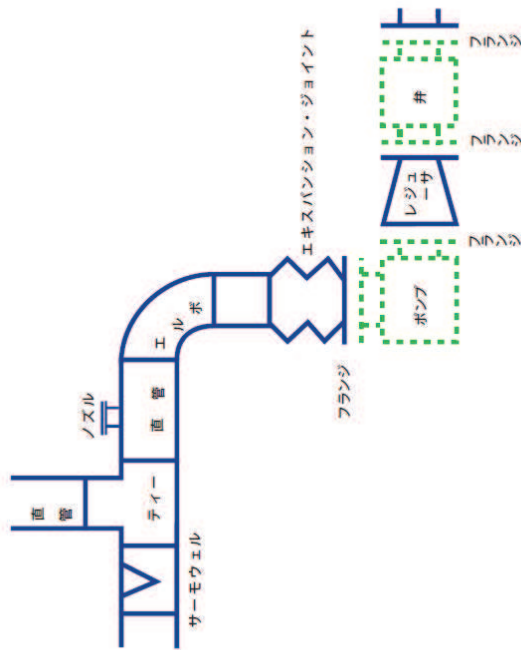 直管
ノズル
エルボ
直管
ティー
サーモウェル
エキスパンション・ジョイント
フランジ
ポンプ
フランジ
レジューサ
フランジ
弁
フランジ